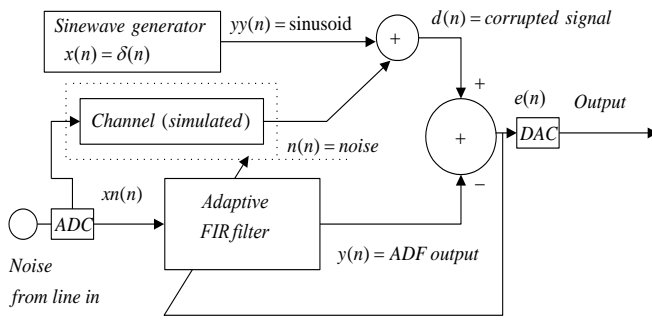 Sinewave generator
x(n) = δ(n)
yy(n) = sinusoid
+
d(n) = corrupted signal
+
e(n)
Output
Channel (simulated)
+
DAC
n(n) = noise
−
xn(n)
Adaptive
FIR filter
ADC
y(n) = ADF output
Noise
from line in